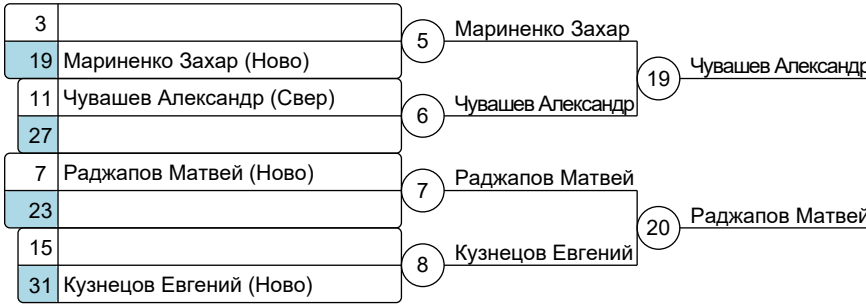 3
5
Мариненко Захар
19 Мариненко Захар (Ново)
19
Чувашев Александр
11 Чувашев Александр (Свер)
6
Чувашев Александр
27
7 Раджапов Матвей (Ново)
7
Раджапов Матвей
23
20
Раджапов Матвей
15
8
Кузнецов Евгений
31 Кузнецов Евгений (Ново)